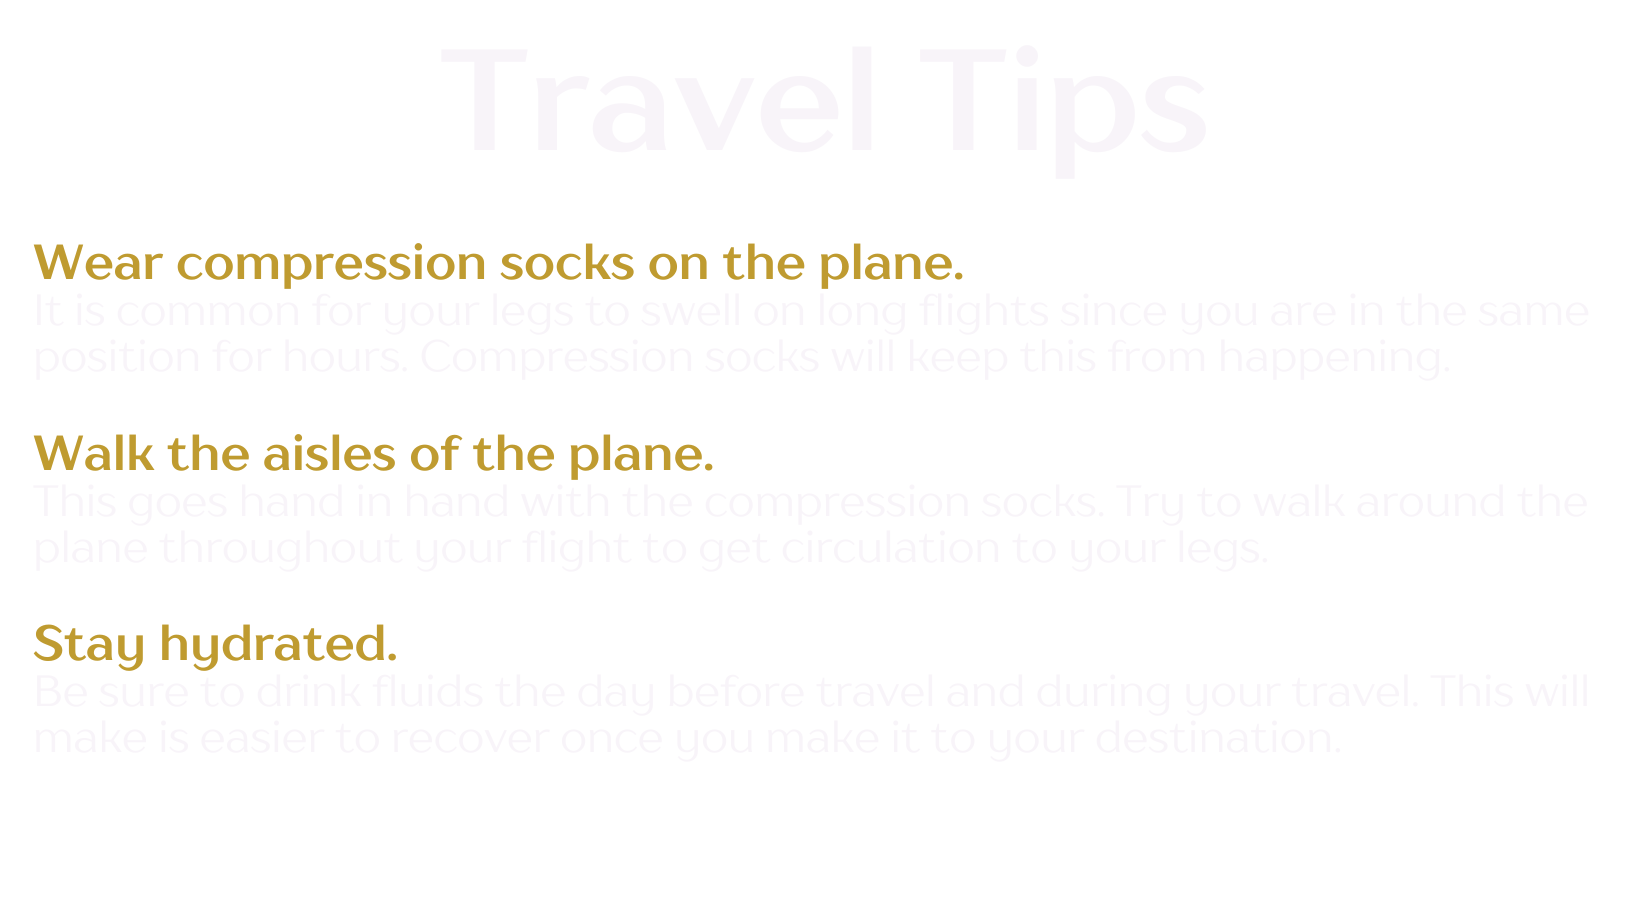 Travel Tips
Wear compression socks on the plane.
It is common for your legs to swell on long flights since you are in the same
position for hours. Compression socks will keep this from happening.
Walk the aisles of the plane.
This goes hand in hand with the compression socks. Try to walk around the
plane throughout your flight to get circulation to your legs.
Stay hydrated.
Be sure to drink fluids the day before travel and during your travel. This will
make is easier to recover once you make it to your destination.